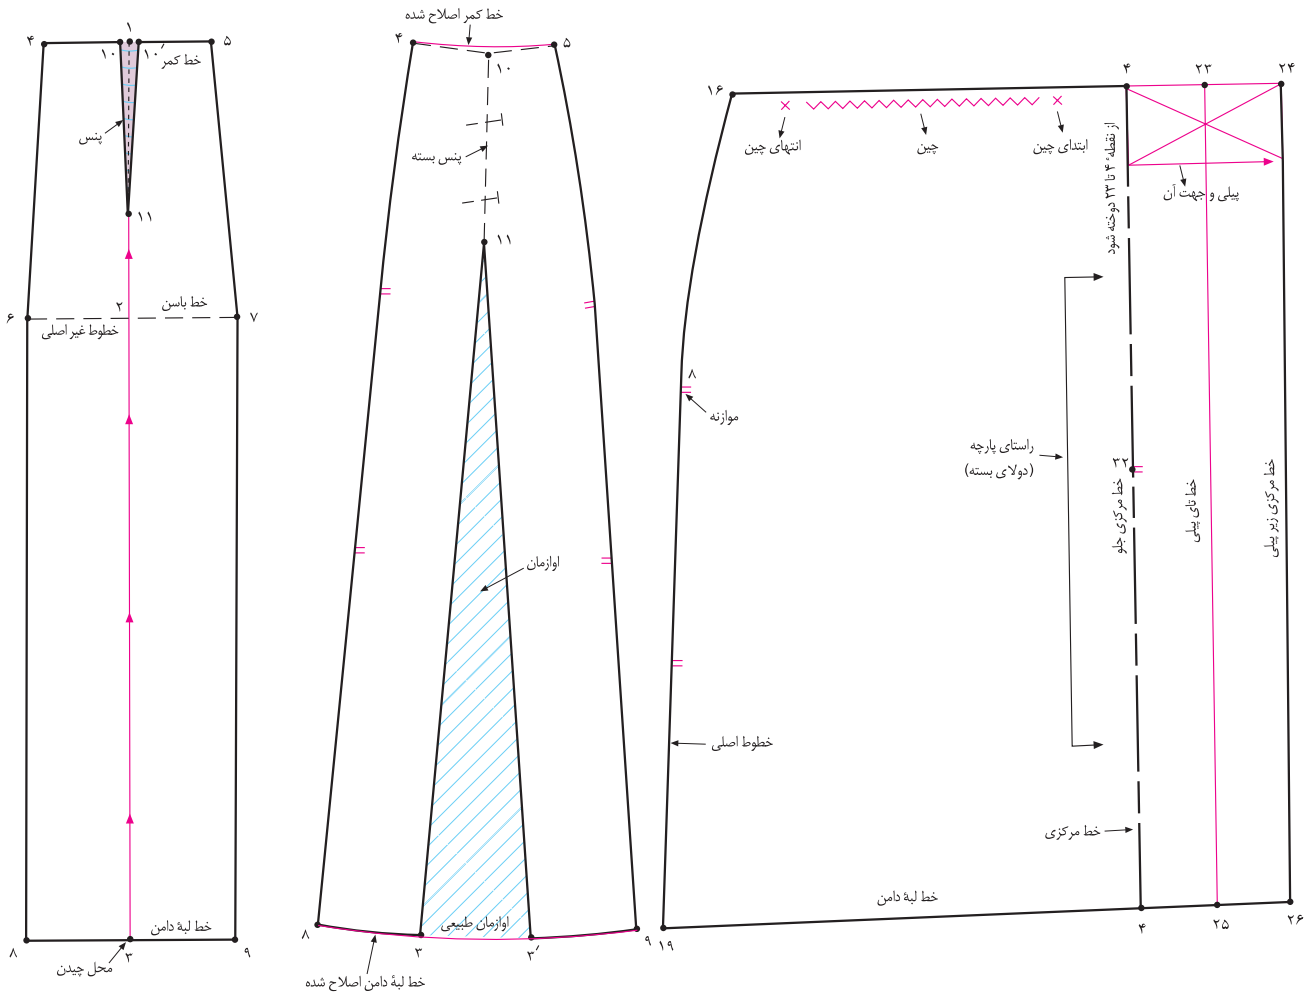 ۱
۴
۱۰
۱۰′
۵
خط کمر
پنس
۱۱
۶
۲
خط باسن
۷
خطوط غیر اصلی
۸
خط لبهٔ دامن
۹
۳
محل چیدن
خط کمر اصلاح شده
۴
۵
۱۰
پنس بسته
۱۱
اوازمان
اوازمان طبیعی
۸
۳
۳′
۹
خط لبهٔ دامن اصلاح شده
۱۶
۴
۲۳
۲۴
انتهای چین
چین
ابتدای چین
از نقطهٔ ۴ تا ۲۳ دوخته شود
پیلی و جهت آن
۸
موازنه
راستای پارچه
(دولای بسته)
۳۲
خط مرکزی جلو
خط تای پیلی
خط مرکزی زیر پیلی
خطوط اصلی
خط مرکزی
خط لبهٔ دامن
۱۹
۴
۲۵
۲۶